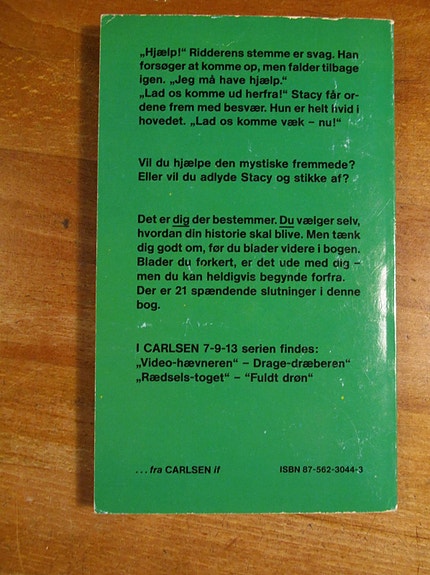 „Hjælp!“ Ridderens stemme er svag. Han
forsøger at komme op, men falder tilbage
igen. „Jeg må have hjælp.“
„Lad os komme ud herfra!“ Stacy får or-
dene frem med besvær. Hun er helt hvid i
hovedet. „Lad os komme væk – nu!“
Vil du hjælpe den mystiske fremmede?
Eller vil du adlyde Stacy og stikke af?
Det er dig der bestemmer. Du vælger selv,
hvordan din historie skal blive. Men tænk
dig godt om, før du blader videre i bogen.
Blader du forkert, er det ude med dig –
men du kan heldigvis begynde forfra.
Der er 21 spændende slutninger i denne
bog.
I CARLSEN 7-9-13 serien findes:
„Video-hævneren“ – Drage-dræberen“
„Rædsels-toget“ – “Fuldt drøn“
...fra CARLSEN if
ISBN 87-562-3044-3